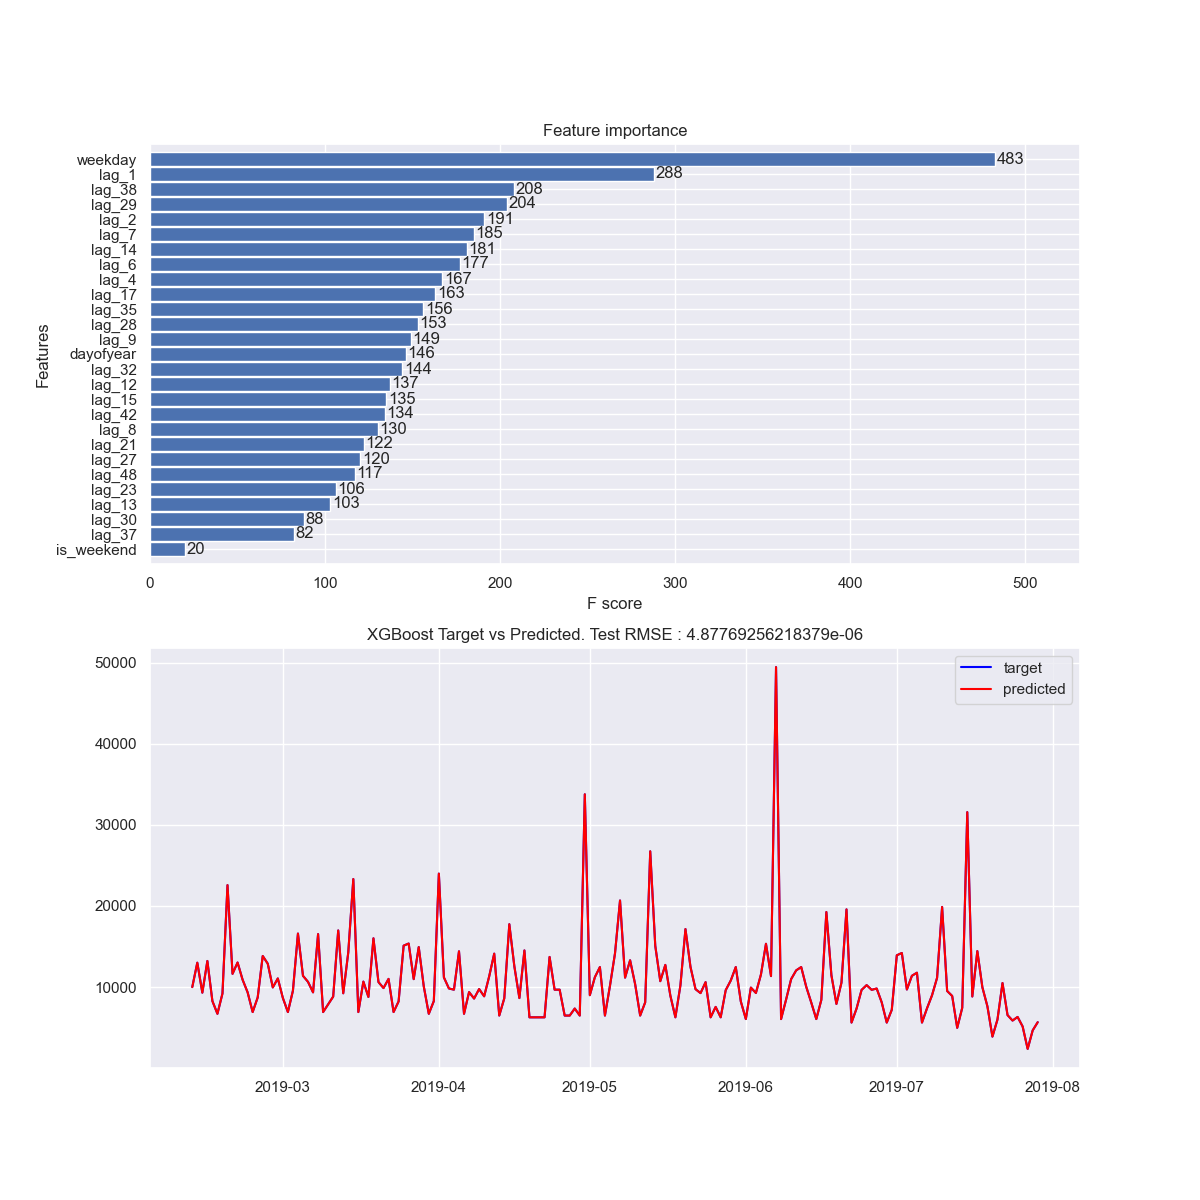 Feature importance
weekday 483
lag_1 288
lag_38 208
lag_29 204
lag_2 191
lag_7 185
lag_14 181
lag_6 177
lag_4 167
lag_17 163
lag_35 156
lag_28 153
lag_9 149
dayofyear 146
lag_32 144
lag_12 137
lag_15 135
lag_42 134
lag_8 130
lag_21 122
lag_27 120
lag_48 117
lag_23 106
lag_13 103
lag_30 88
lag_37 82
is_weekend 20
Features
0 100 200 300 400 500
F score
XGBoost Target vs Predicted. Test RMSE : 4.87769256218379e-06
target
predicted
50000
40000
30000
20000
10000
2019-03 2019-04 2019-05 2019-06 2019-07 2019-08